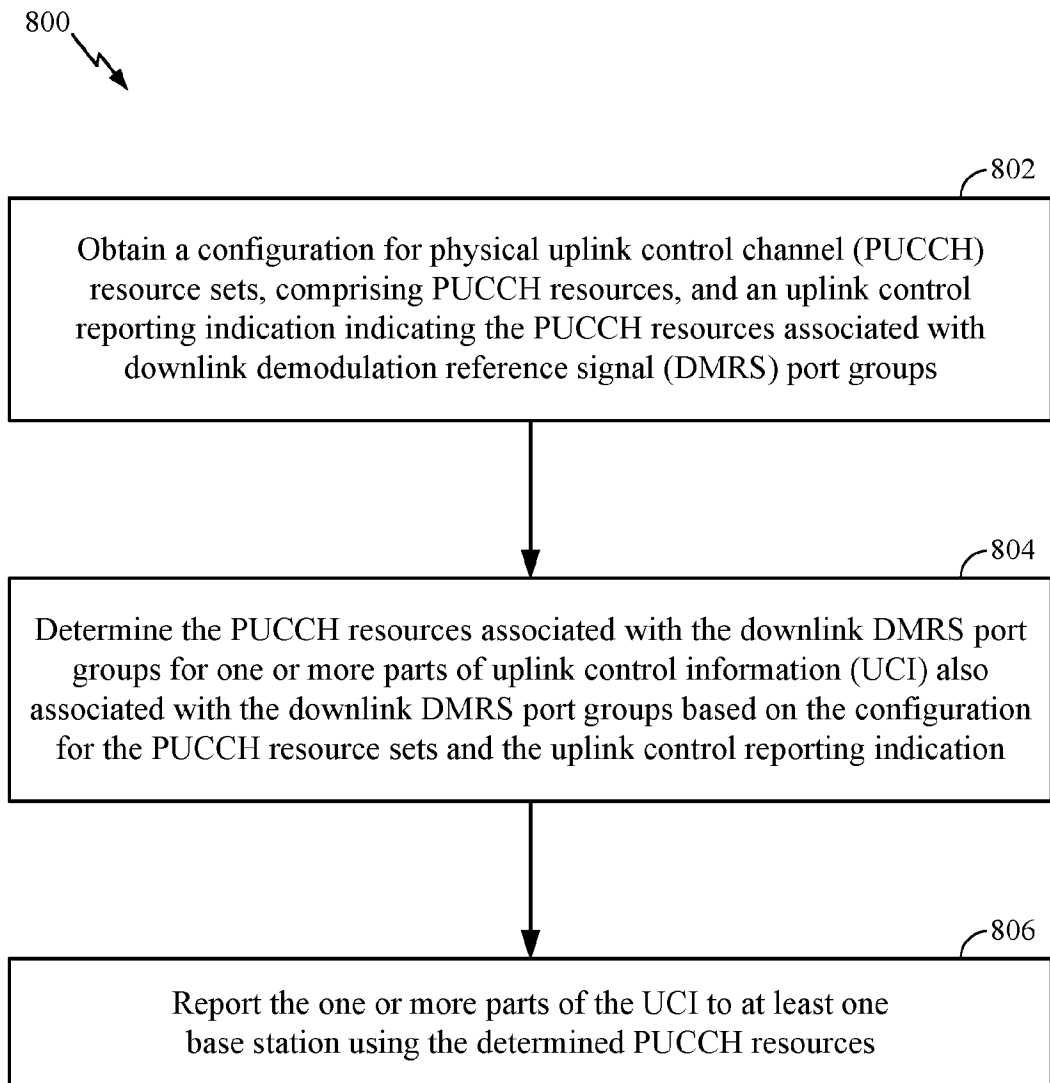 800
802
Obtain a configuration for physical uplink control channel (PUCCH)
resource sets, comprising PUCCH resources, and an uplink control
reporting indication indicating the PUCCH resources associated with
downlink demodulation reference signal (DMRS) port groups
804
Determine the PUCCH resources associated with the downlink DMRS port
groups for one or more parts of uplink control information (UCI) also
associated with the downlink DMRS port groups based on the configuration
for the PUCCH resource sets and the uplink control reporting indication
806
Report the one or more parts of the UCI to at least one
base station using the determined PUCCH resources